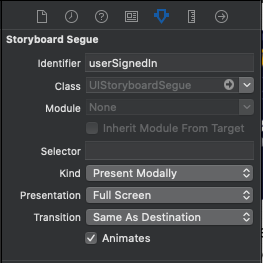 Storyboard Segue
Identifier userSignedIn
Class UIStoryboardSegue
Module None
Inherit Module From Target
Selector
Kind Present Modally
Presentation Full Screen
Transition Same As Destination
Animates